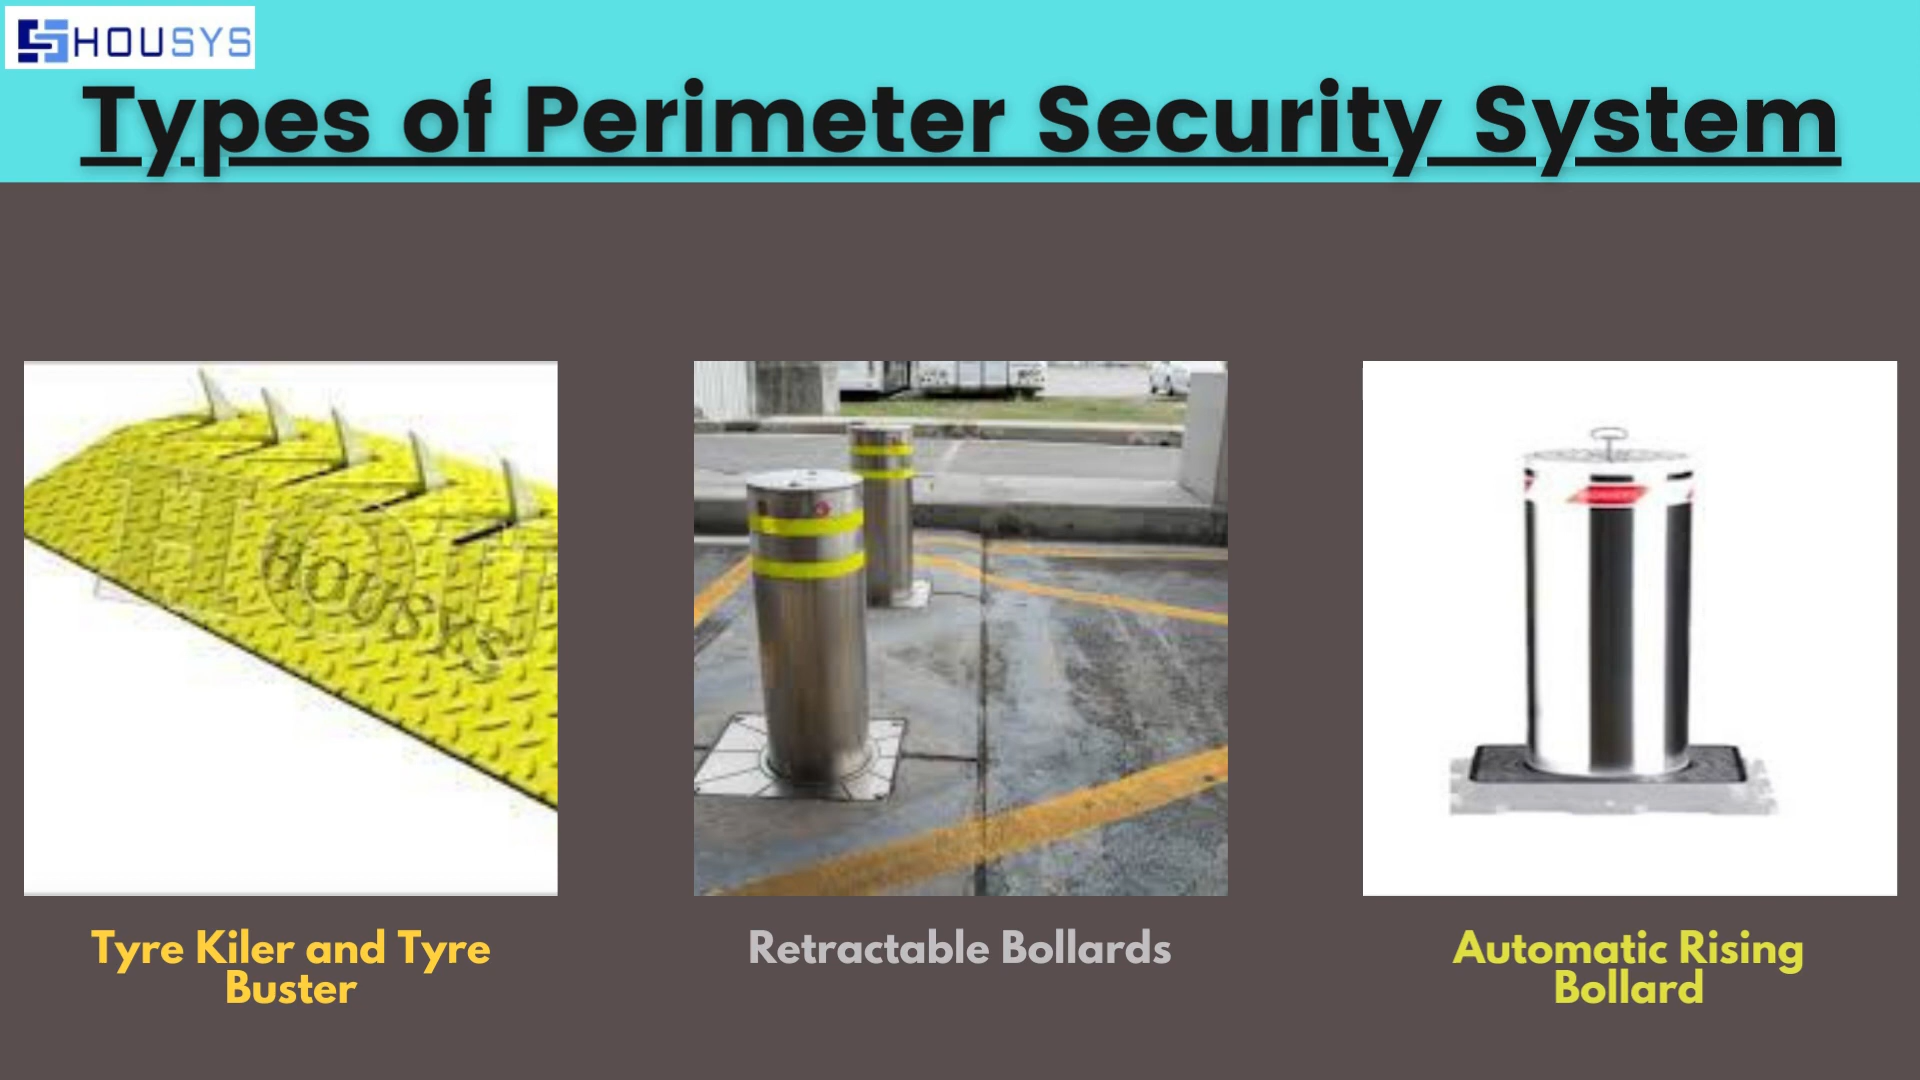 HOUSYS
Types of Perimeter Security System
HOUSYS
Tyre Kiler and Tyre
Buster
Retractable Bollards
Automatic Rising
Bollard